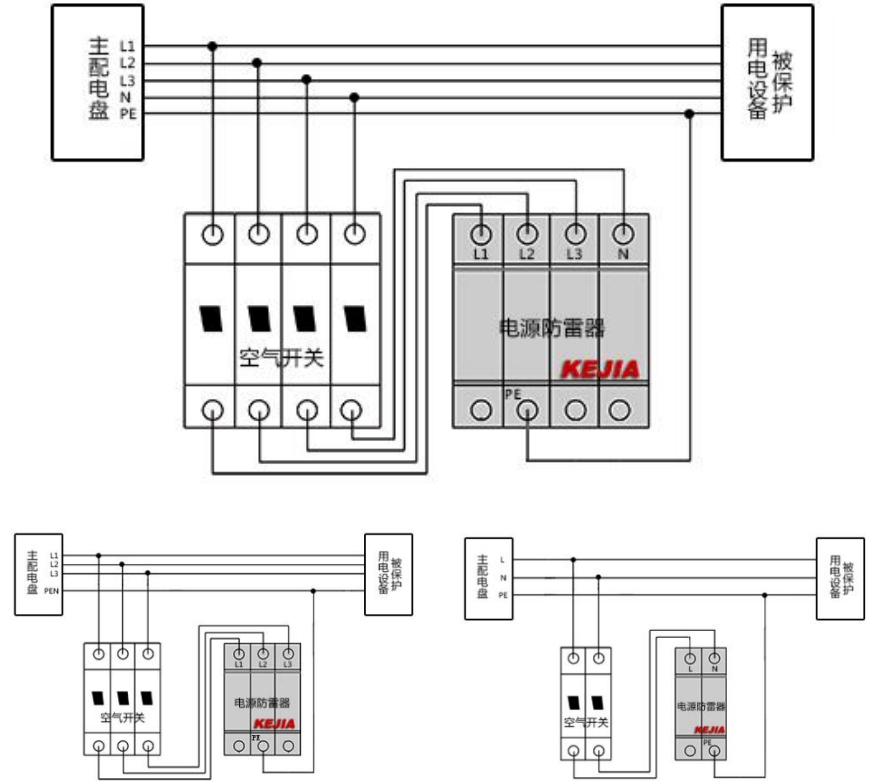 主配电盘
L1
L2
L3
N
PE
被保护
用电设备
L1
L2
L3
N
空气开关
电源防雷器
KEJIA
PE
主配电盘
L1
L2
L3
PEN
被保护
用电设备
L1
L2
L3
空气开关
电源防雷器
KEJIA
PE
主配电盘
L
N
PE
被保护
用电设备
L
N
空气开关
电源防雷器
KEJIA
PE